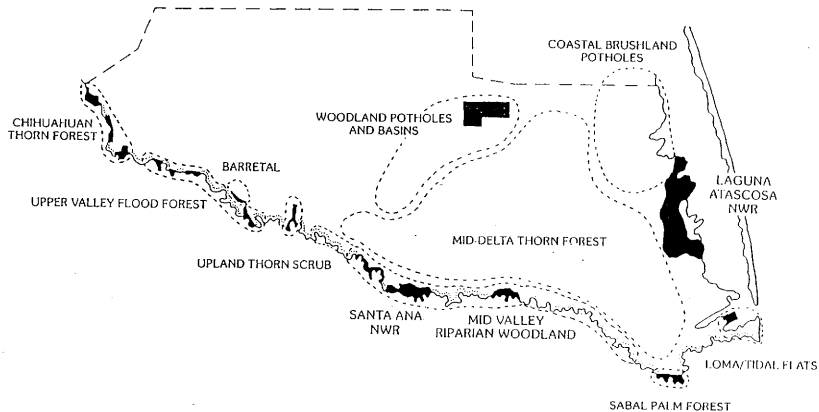 COASTAL BRUSHLAND
POTHOLES
CHIHUAHUAN
THORN FOREST
WOODLAND POTHOLES
AND BASINS
BARRETAL
LAGUNA
ATASCOSA
NWR
UPPER VALLEY FLOOD FOREST
MID-DELTA THORN FOREST
UPLAND THORN SCRUB
SANTA ANA
NWR
MID VALLEY
RIPARIAN WOODLAND
LOMA/TIDAL FLATS
SABAL PALM FOREST